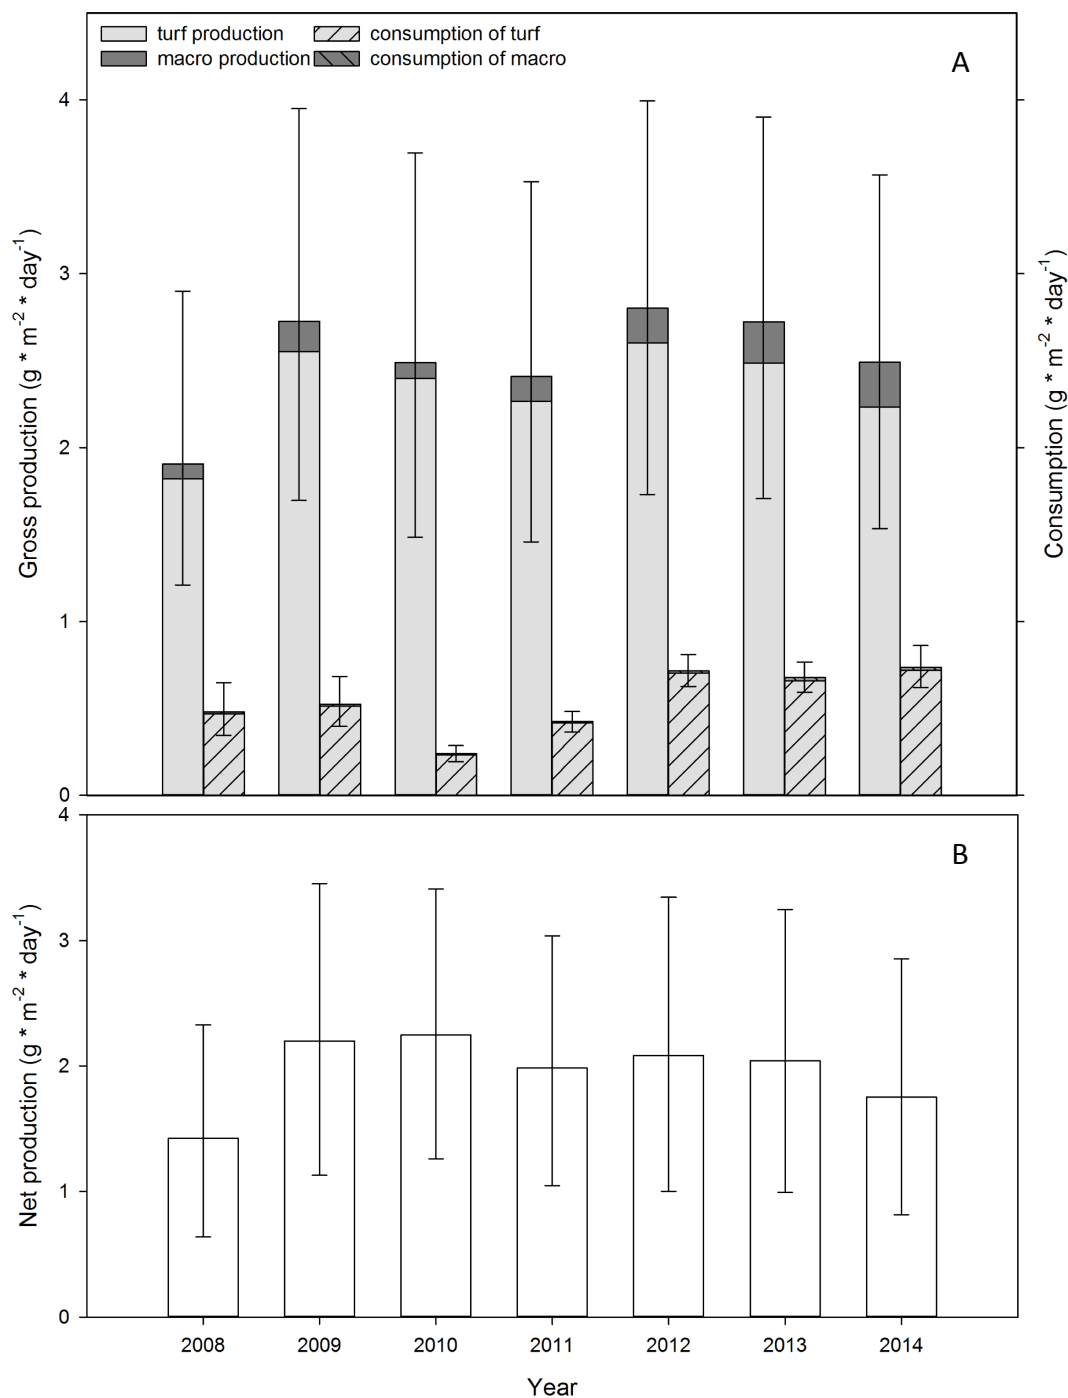 turf production
consumption of turf
macro production
consumption of macro
A
4
3
2
1
0
Gross production (g * m⁻² * day⁻¹)
Consumption (g * m⁻² * day⁻¹)
B
4
3
2
1
0
Net production (g * m⁻² * day⁻¹)
2008 2009 2010 2011 2012 2013 2014
Year